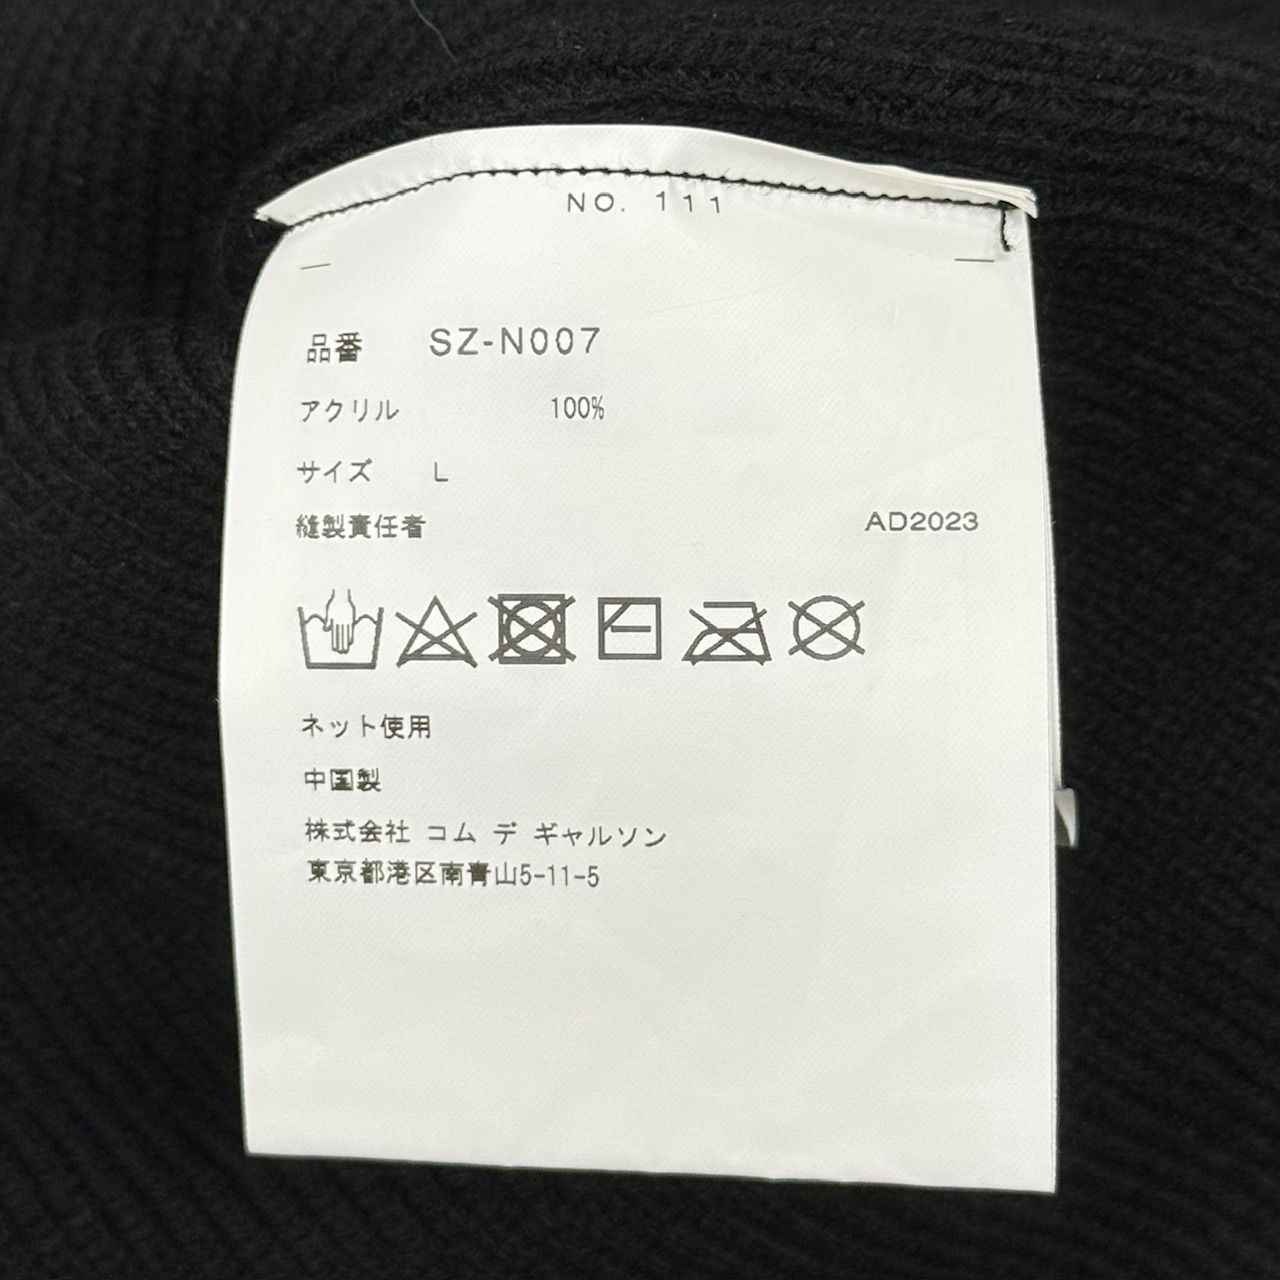 NO. 111
品番 SZ-N007
アクリル 100%
サイズ L
縫製責任者 AD2023
ネット使用
中国製
株式会社 コム デ ギャルソン
東京都港区南青山5-11-5